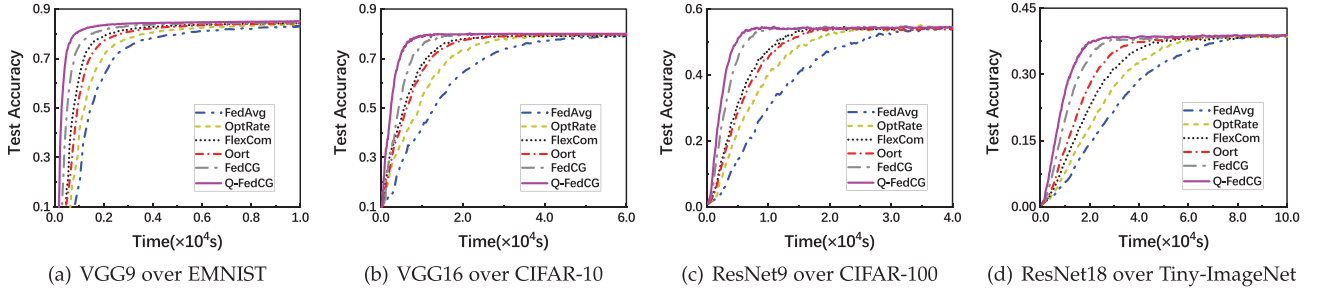 Test Accuracy
0.9
0.7
0.5
0.3
0.1
0.0 0.2 0.4 0.6 0.8 1.0
Time(×10⁴s)
FedAvg
OptRate
FlexCom
Oort
FedCG
Q-FedCG
(a) VGG9 over EMNIST
Test Accuracy
0.9
0.7
0.5
0.3
0.1
0.0 2.0 4.0 6.0
Time(×10⁴s)
FedAvg
OptRate
FlexCom
Oort
FedCG
Q-FedCG
(b) VGG16 over CIFAR-10
Test Accuracy
0.6
0.4
0.2
0.0
0.0 1.0 2.0 3.0 4.0
Time(×10⁴s)
FedAvg
OptRate
FlexCom
Oort
FedCG
Q-FedCG
(c) ResNet9 over CIFAR-100
Test Accuracy
0.45
0.30
0.15
0.00
0.0 2.0 4.0 6.0 8.0 10.0
Time(×10⁴s)
FedAvg
OptRate
FlexCom
Oort
FedCG
Q-FedCG
(d) ResNet18 over Tiny-ImageNet